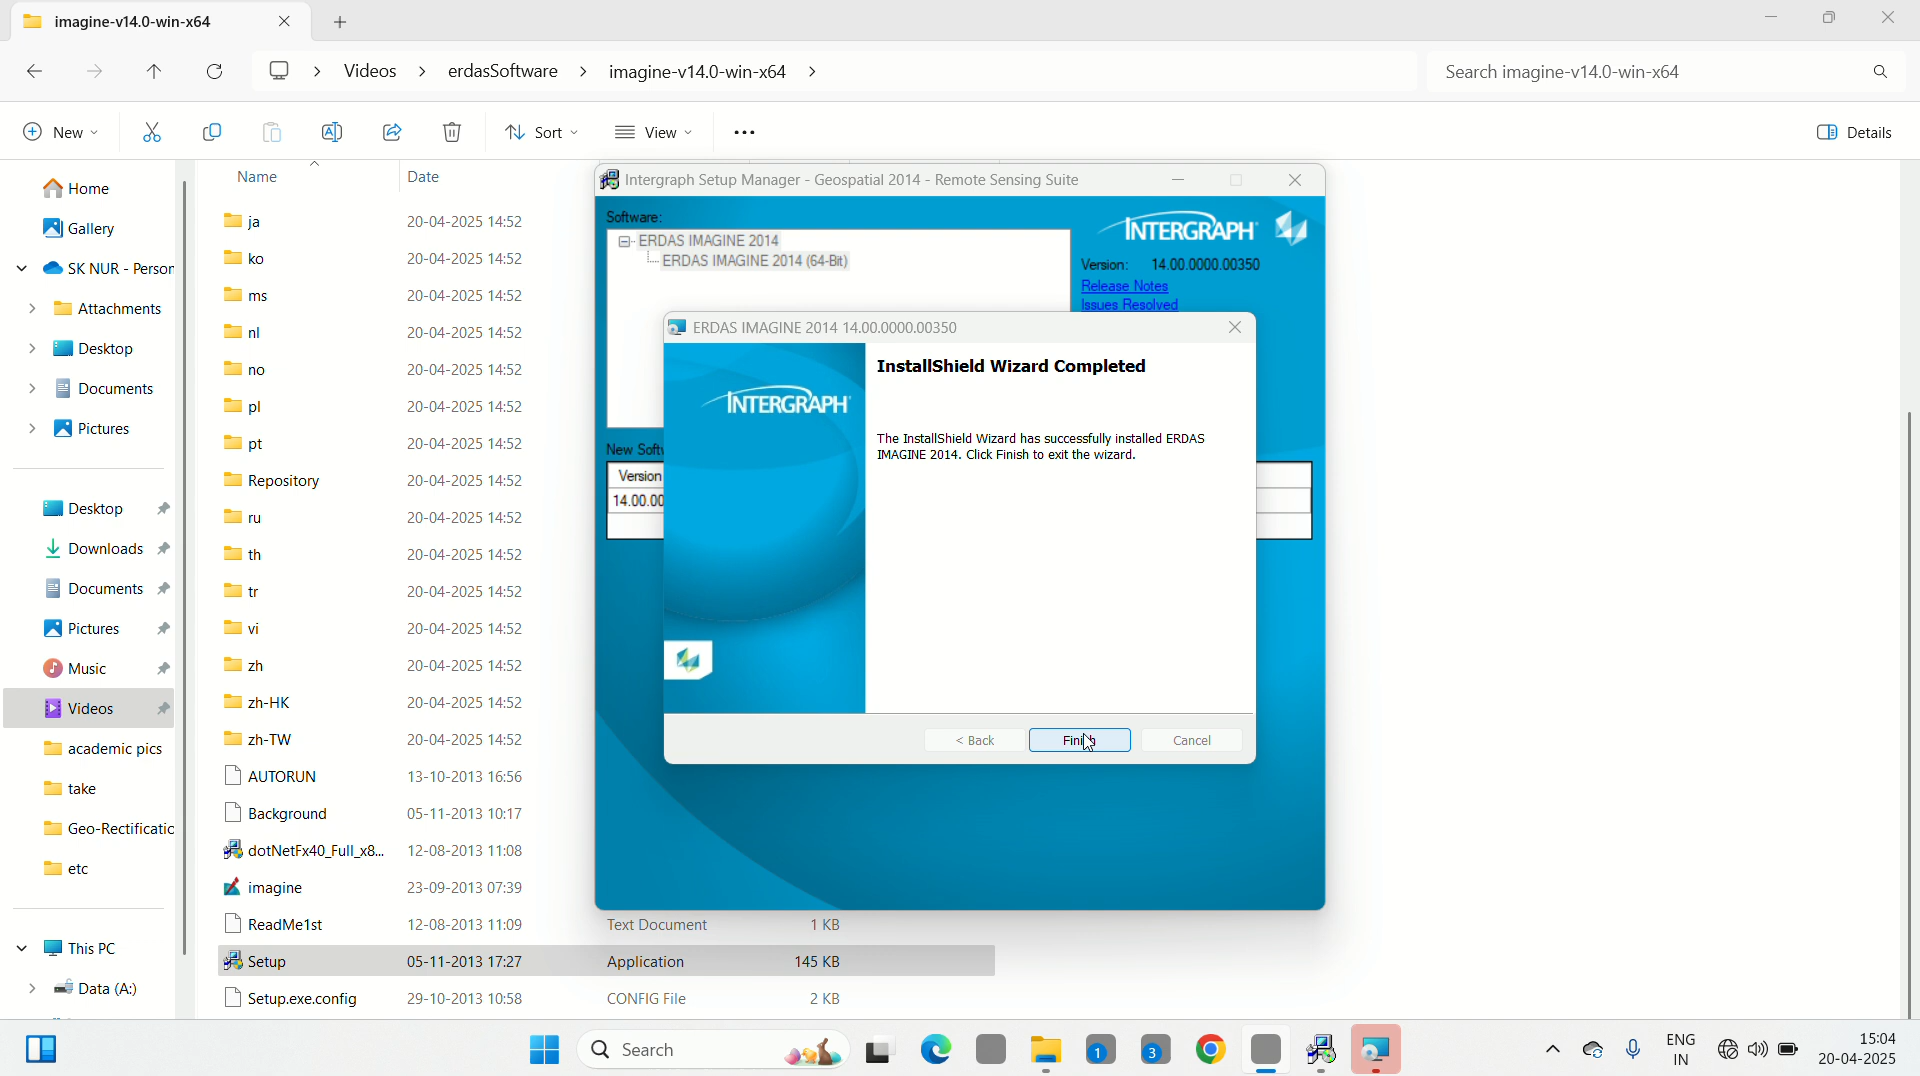 imagine-v14.0-win-x64
Videos
erdasSoftware
imagine-v14.0-win-x64
Search imagine-v14.0-win-x64
New
Sort
View
Details
Home
Gallery
SK NUR - Person
Attachments
Desktop
Documents
Pictures
Desktop
Downloads
Documents
Pictures
Music
Videos
academic pics
take
Geo-Rectificatio
etc
This PC
Data (A:)
Name Date
ja 20-04-2025 14:52
ko 20-04-2025 14:52
ms 20-04-2025 14:52
nl 20-04-2025 14:52
no 20-04-2025 14:52
pl 20-04-2025 14:52
pt 20-04-2025 14:52
Repository 20-04-2025 14:52
ru 20-04-2025 14:52
th 20-04-2025 14:52
tr 20-04-2025 14:52
vi 20-04-2025 14:52
zh 20-04-2025 14:52
zh-HK 20-04-2025 14:52
zh-TW 20-04-2025 14:52
AUTORUN 13-10-2013 16:56
Background 05-11-2013 10:17
dotNetFx40_Full_x8... 12-08-2013 11:08
imagine 23-09-2013 07:39
ReadMe1st 12-08-2013 11:09 Text Document 1 KB
Setup 05-11-2013 17:27 Application 145 KB
Setup.exe.config 29-10-2013 10:58 CONFIG File 2 KB
Intergraph Setup Manager - Geospatial 2014 - Remote Sensing Suite
Software:
ERDAS IMAGINE 2014
ERDAS IMAGINE 2014 (64-Bit)
INTERGRAPH
Version: 14.00.0000.00350
Release Notes
Issues Resolved
New Softw
Version
14.00.00
ERDAS IMAGINE 2014 14.00.0000.00350
INTERGRAPH
InstallShield Wizard Completed
The InstallShield Wizard has successfully installed ERDAS
IMAGINE 2014. Click Finish to exit the wizard.
< Back
Finish
Cancel
Search
1
3
ENG
IN
15:04
20-04-2025